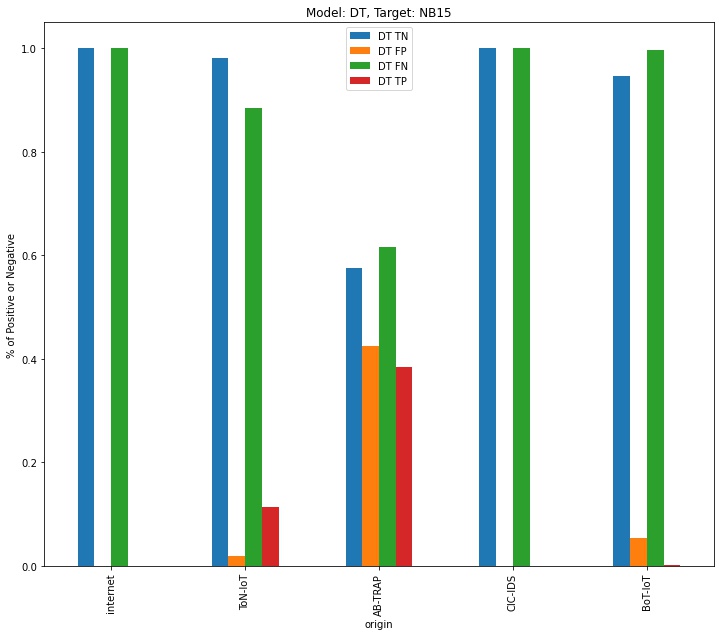 Model: DT, Target: NB15
DT TN
DT FP
DT FN
DT TP
1.0
0.8
0.6
0.4
0.2
0.0
% of Positive or Negative
internet
ToN-IoT
AB-TRAP
CIC-IDS
BoT-IoT
origin